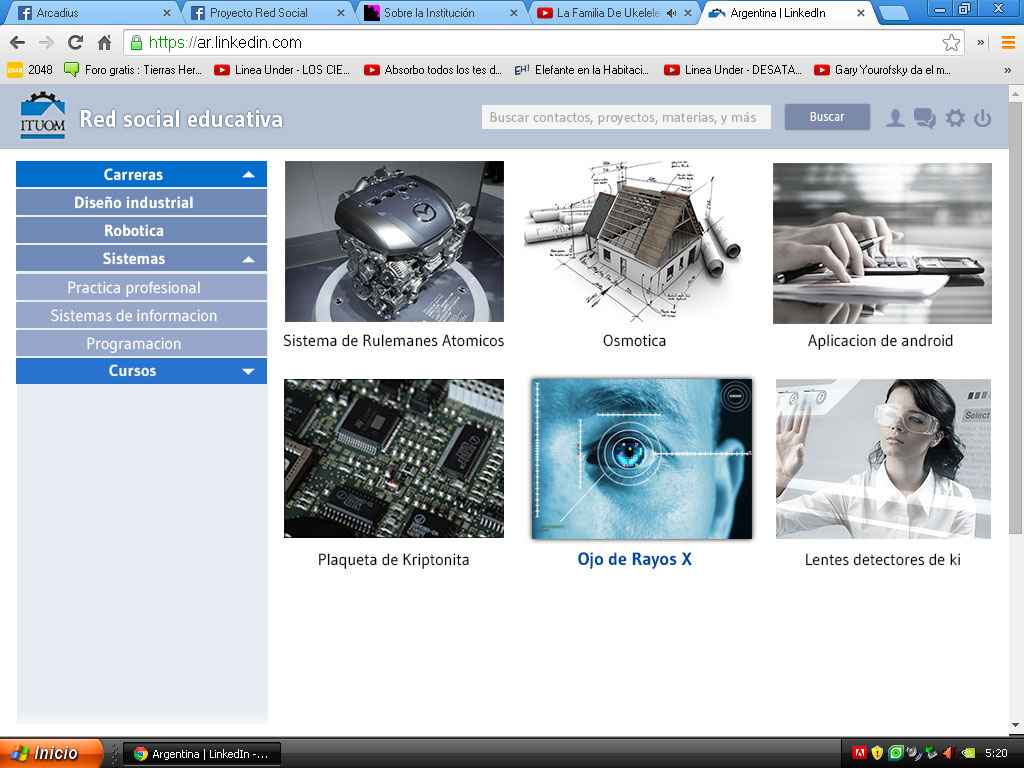 Arcadius
Proyecto Red Social
Sobre la Institución
La Familia De Ukelele
Argentina | LinkedIn
https://ar.linkedin.com
2048
2048
Foro gratis : Tierras Her...
Linea Under - LOS CIE...
Absorbo todos los tes d...
EH!
Elefante en la Habitaci...
Linea Under - DESATA...
Gary Yourofsky da el m...
ITUOM
Red social educativa
Buscar contactos, proyectos, materias, y más
Buscar
Carreras
Diseño industrial
Robotica
Sistemas
Practica profesional
Sistemas de informacion
Programacion
Cursos
Sistema de Rulemanes Atomicos
Osmotica
Aplicacion de android
Select
Plaqueta de Kriptonita
Ojo de Rayos X
Lentes detectores de ki
Inicio
Argentina | LinkedIn -...
5:20